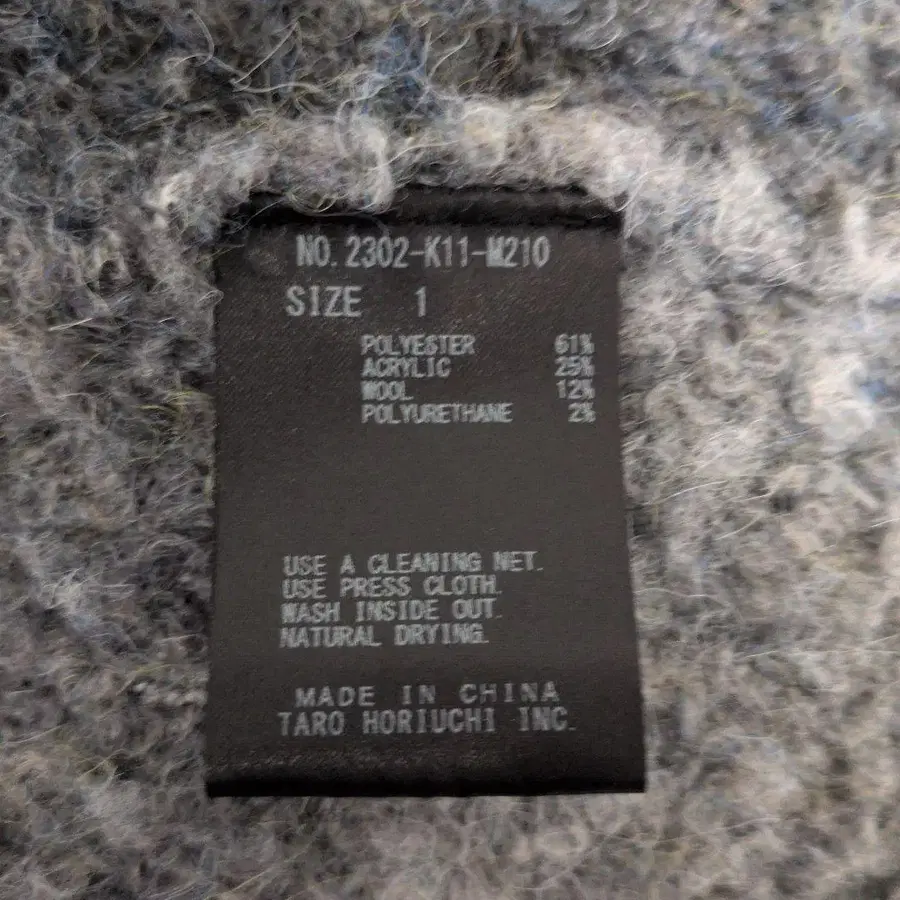 NO. 2302-K11-M210
SIZE 1
POLYESTER 61%
ACRYLIC 25%
WOOL 12%
POLYURETHANE 2%
USE A CLEANING NET.
USE PRESS CLOTH.
WASH INSIDE OUT.
NATURAL DRYING.
MADE IN CHINA
TARO HORIUCHI INC.